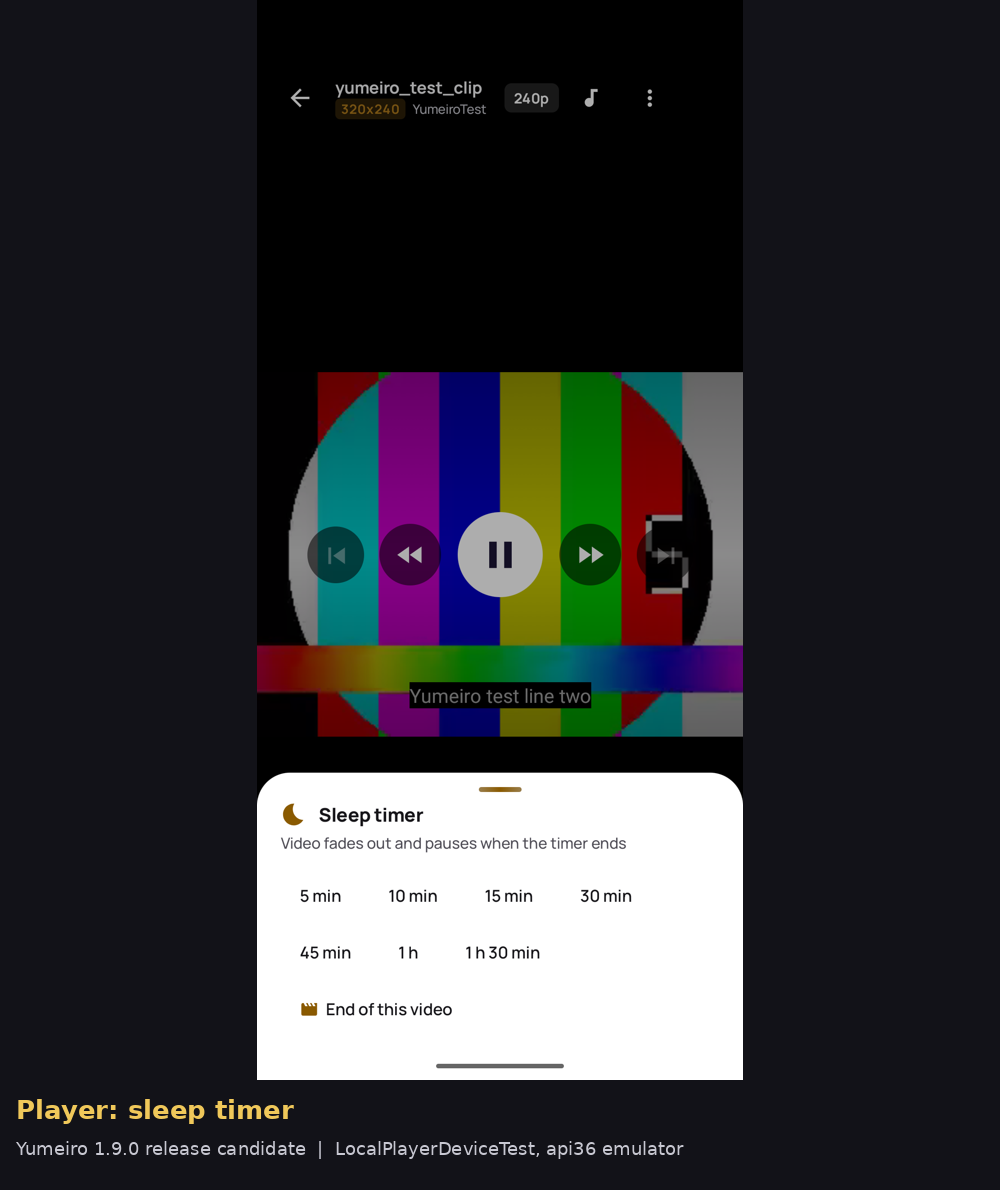 yumeiro_test_clip
320x240 YumeiroTest
240p
Yumeiro test line two
Sleep timer
Video fades out and pauses when the timer ends
5 min 10 min 15 min 30 min
45 min 1 h 1 h 30 min
End of this video
Player: sleep timer
Yumeiro 1.9.0 release candidate | LocalPlayerDeviceTest, api36 emulator